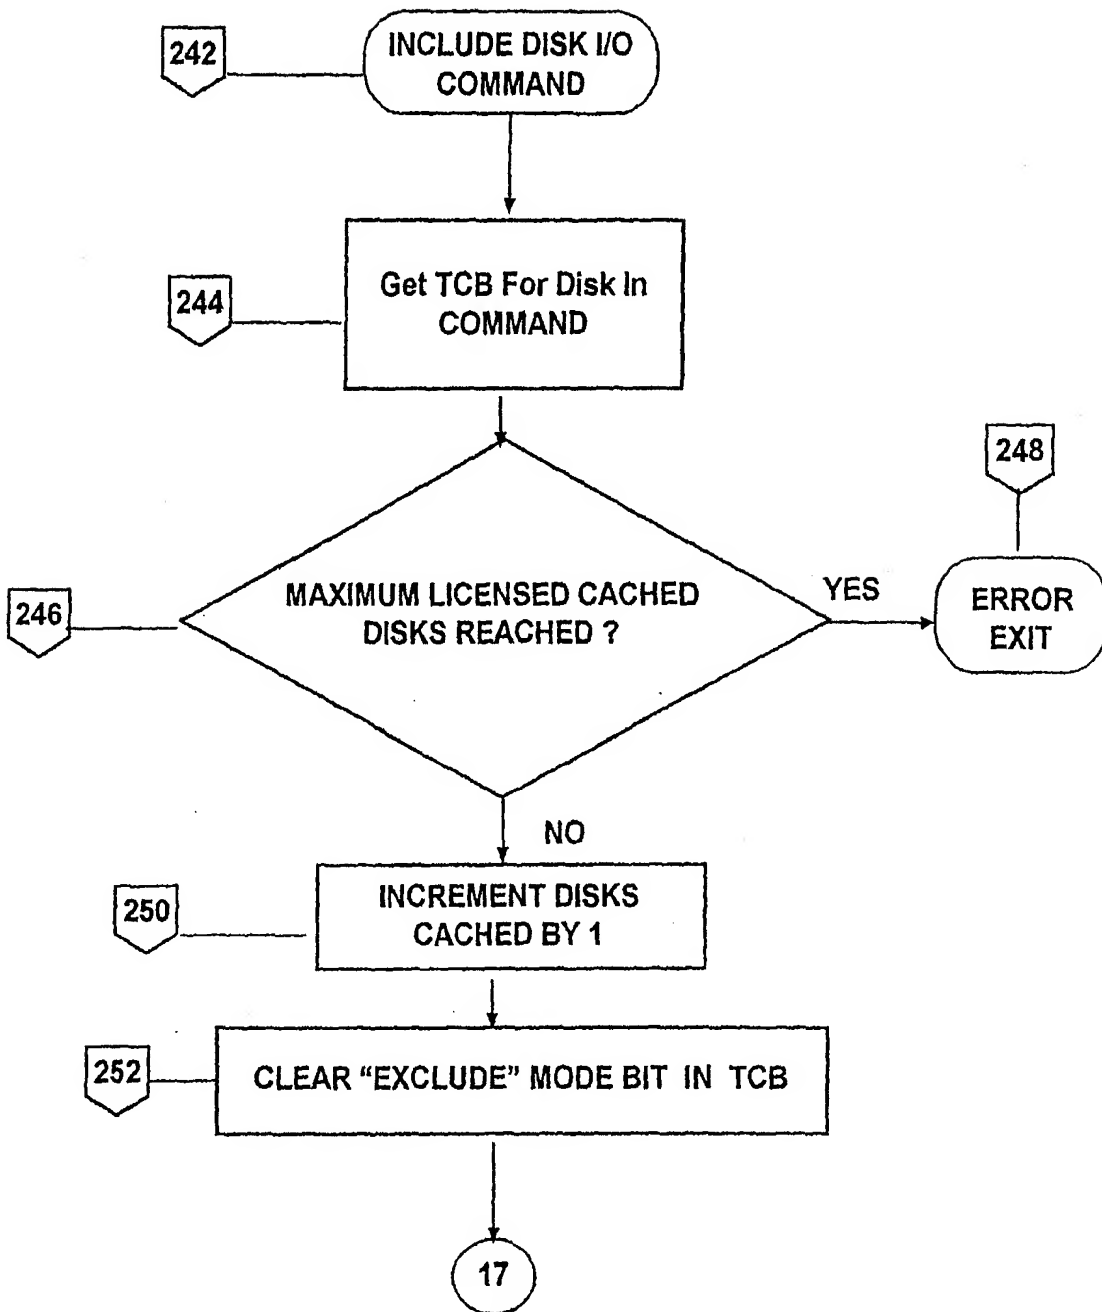 242
INCLUDE DISK I/O
COMMAND
244
Get TCB For Disk In
COMMAND
248
246
MAXIMUM LICENSED CACHED
DISKS REACHED ?
YES
ERROR
EXIT
NO
250
INCREMENT DISKS
CACHED BY 1
252
CLEAR “EXCLUDE” MODE BIT IN TCB
17